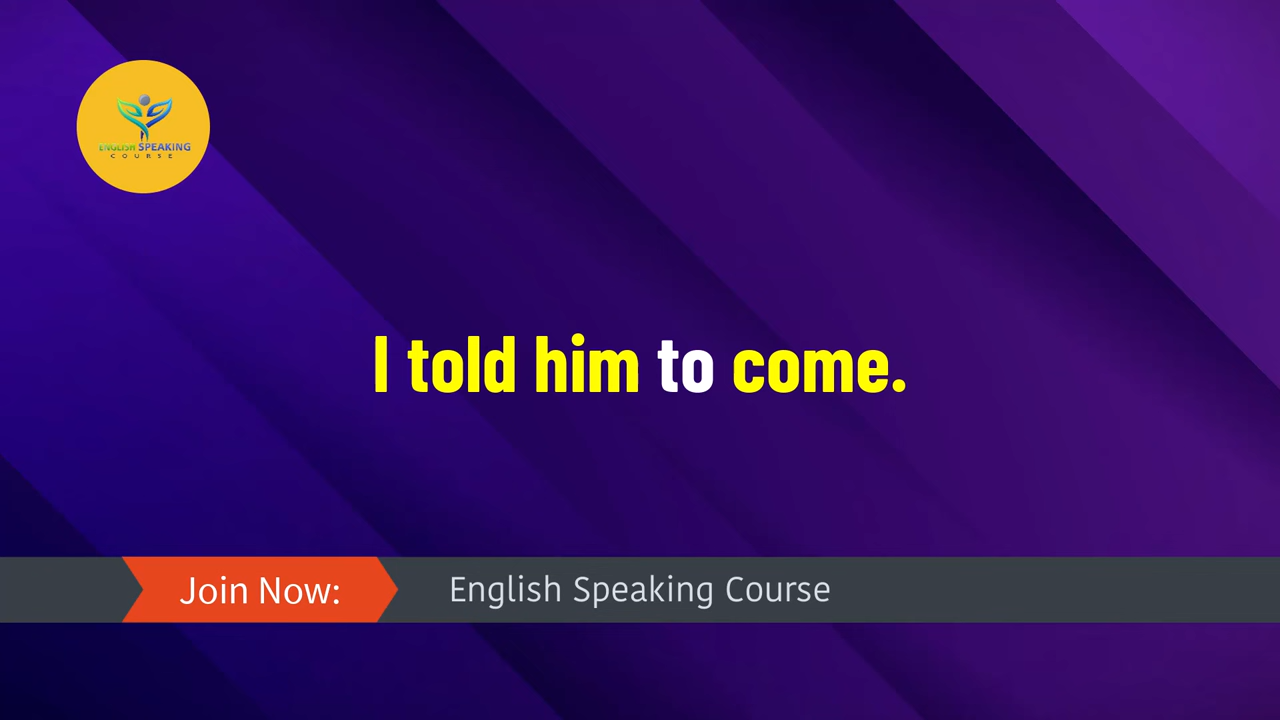 ENGLISH SPEAKING
COURSE
I told him to come.
Join Now:
English Speaking Course